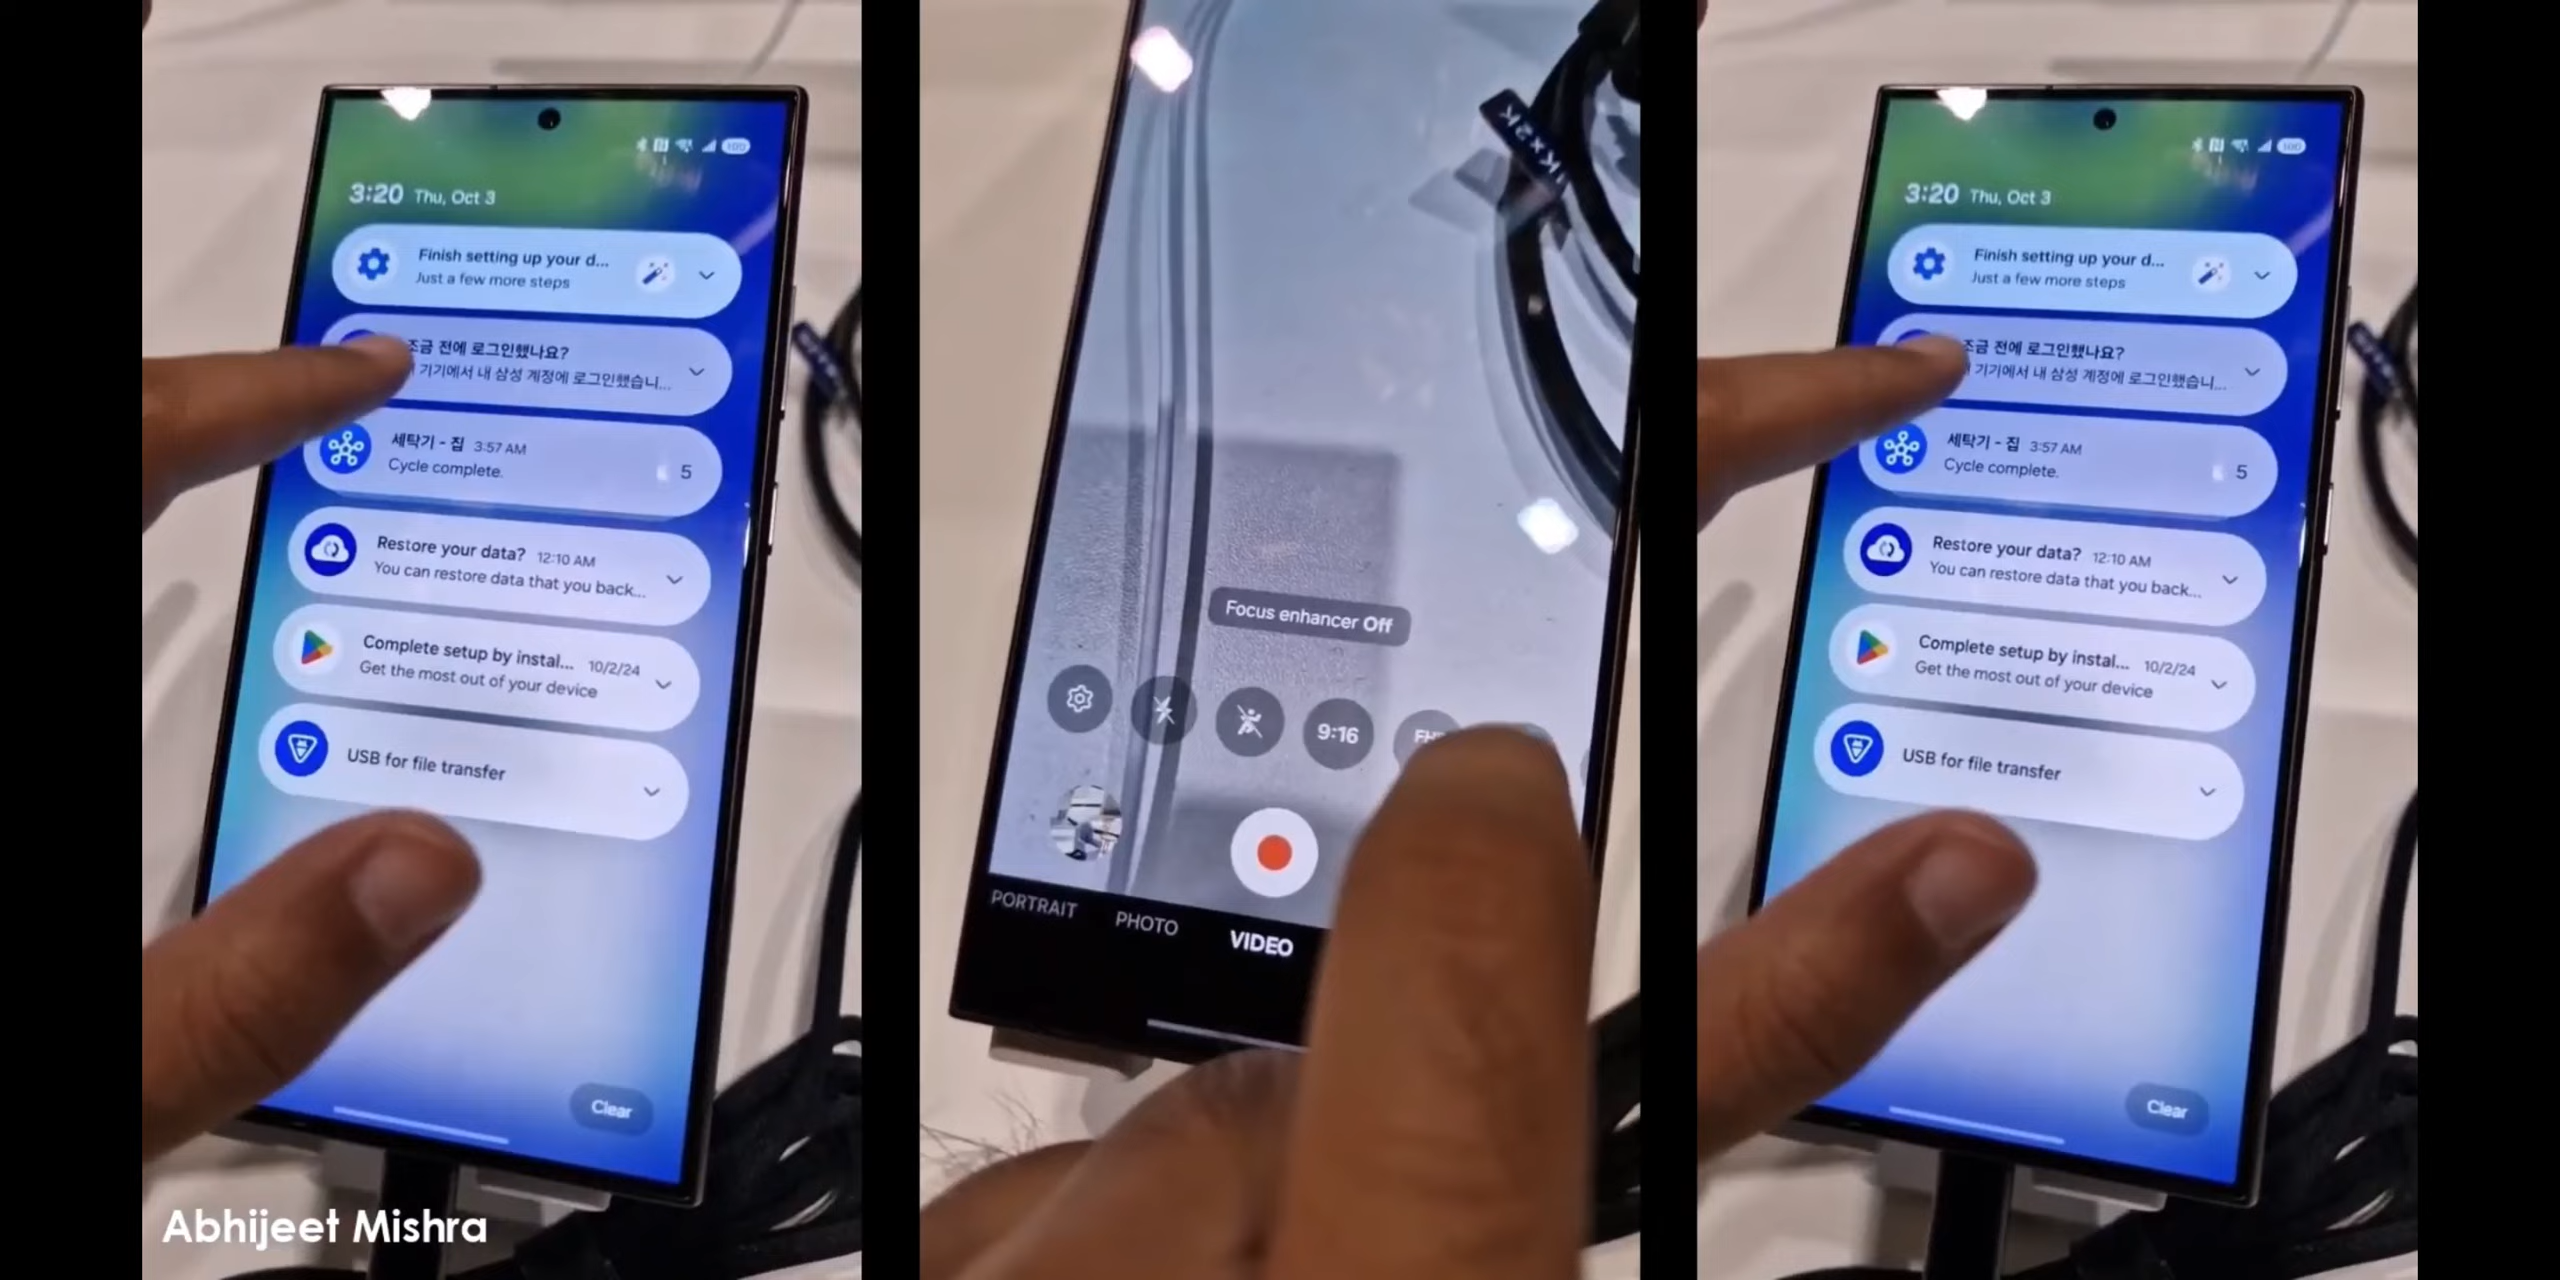 100
3:20 Thu, Oct 3
Finish setting up your d...
Just a few more steps
조금 전에 로그인했나요?
기기에서 내 삼성 계정에 로그인했습니...
세탁기 - 집 3:57 AM
Cycle complete.
5
Restore your data? 12:10 AM
You can restore data that you back...
Complete setup by instal... 10/2/24
Get the most out of your device
USB for file transfer
Clear
Abhijeet Mishra
Focus enhancer Off
9:16
PORTRAIT PHOTO VIDEO
100
3:20 Thu, Oct 3
Finish setting up your d...
Just a few more steps
조금 전에 로그인했나요?
기기에서 내 삼성 계정에 로그인했습니...
세탁기 - 집 3:57 AM
Cycle complete.
5
Restore your data? 12:10 AM
You can restore data that you back...
Complete setup by instal... 10/2/24
Get the most out of your device
USB for file transfer
Clear